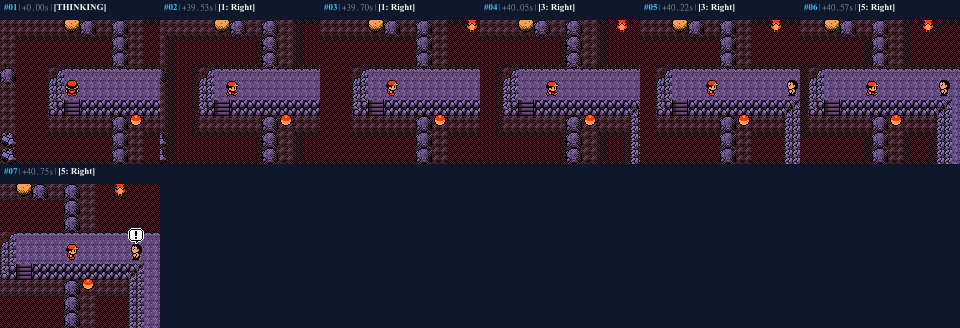 #01|+0.00s| [THINKING]
#02|+39.53s| [1: Right]
#03|+39.70s| [1: Right]
#04|+40.05s| [3: Right]
#05|+40.22s| [3: Right]
#06|+40.57s| [5: Right]
#07|+40.75s| [5: Right]
!